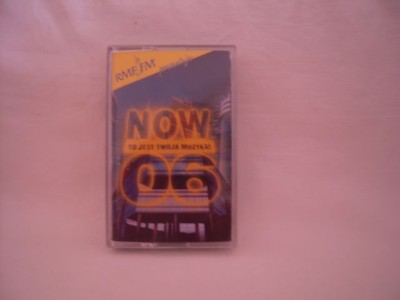 RMF FM
NOW
TO JEST TWOJA MUZYKA!
06